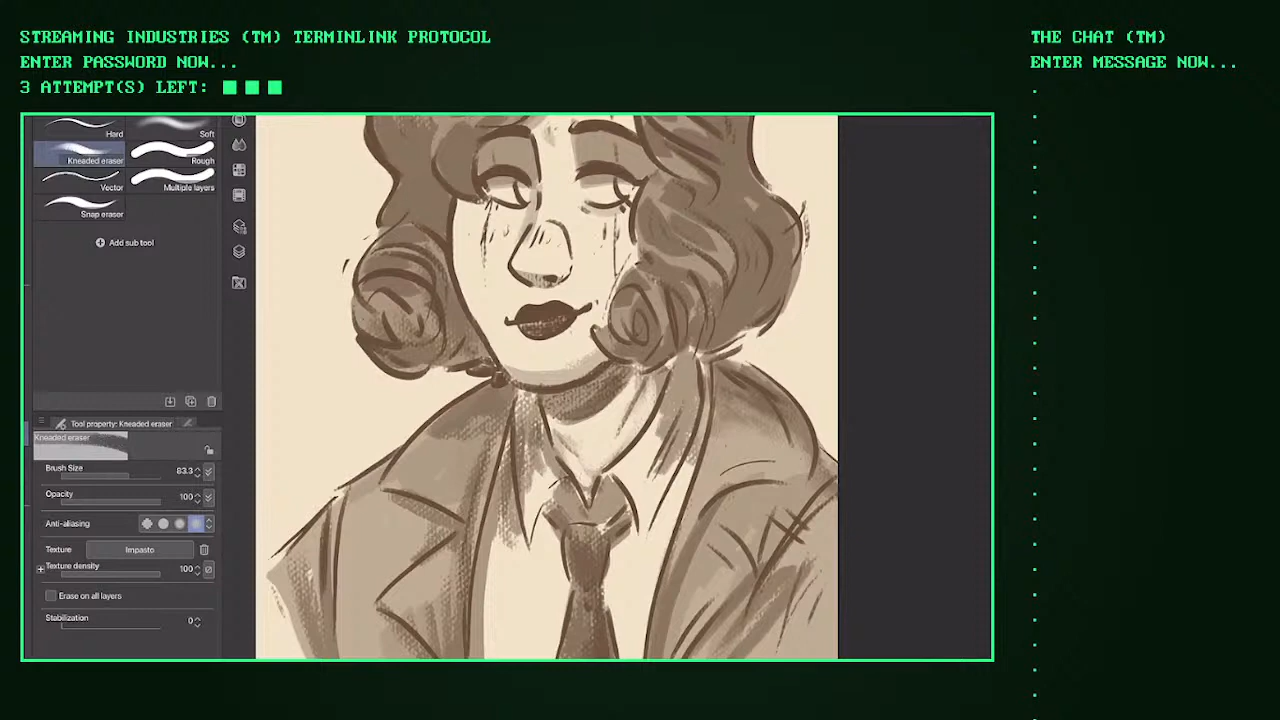 STREAMING INDUSTRIES (TM) TERMINLINK PROTOCOL
ENTER PASSWORD NOW...
3 ATTEMPT(S) LEFT:
THE CHAT (TM)
ENTER MESSAGE NOW...
Hard
Soft
Kneaded eraser
Rough
Vector
Multiple layers
Snap eraser
Add sub tool
Tool property: Kneaded eraser
Kneaded eraser
Brush Size 83.3
Opacity 100
Anti-aliasing
Texture Impasto
Texture density 100
Erase on all layers
Stabilization 0